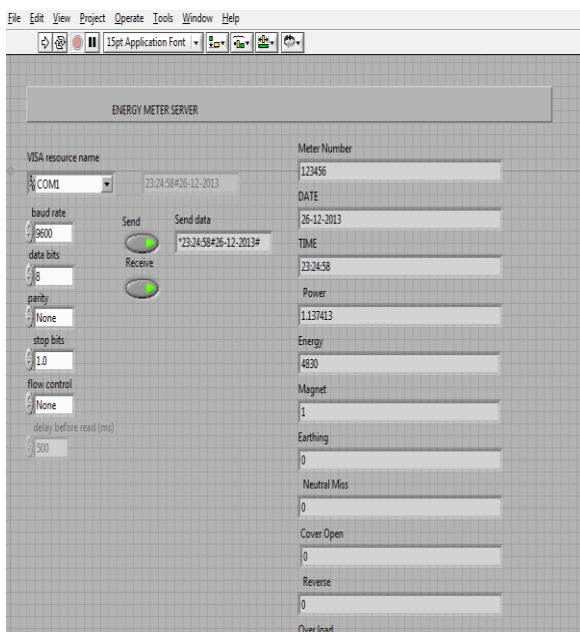 File Edit View Project Operate Tools Window Help
15pt Application Font
ENERGY METER SERVER
VISA resource name
COM1
23:24:58#26-12-2013
baud rate
9600
Send
Send data
*23:24:58#26-12-2013#
data bits
8
Receive
parity
None
stop bits
1.0
flow control
None
delay before read (ms)
500
Meter Number
123456
DATE
26-12-2013
TIME
23:24:58
Power
1.137413
Energy
4830
Magnet
1
Earthing
0
Neutral Miss
0
Cover Open
0
Reverse
0
Over load